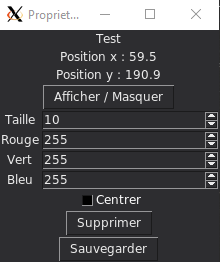 Propriet...
Test
Position x : 59.5
Position y : 190.9
Afficher / Masquer
Taille 10
Rouge 255
Vert 255
Bleu 255
Centrer
Supprimer
Sauvegarder